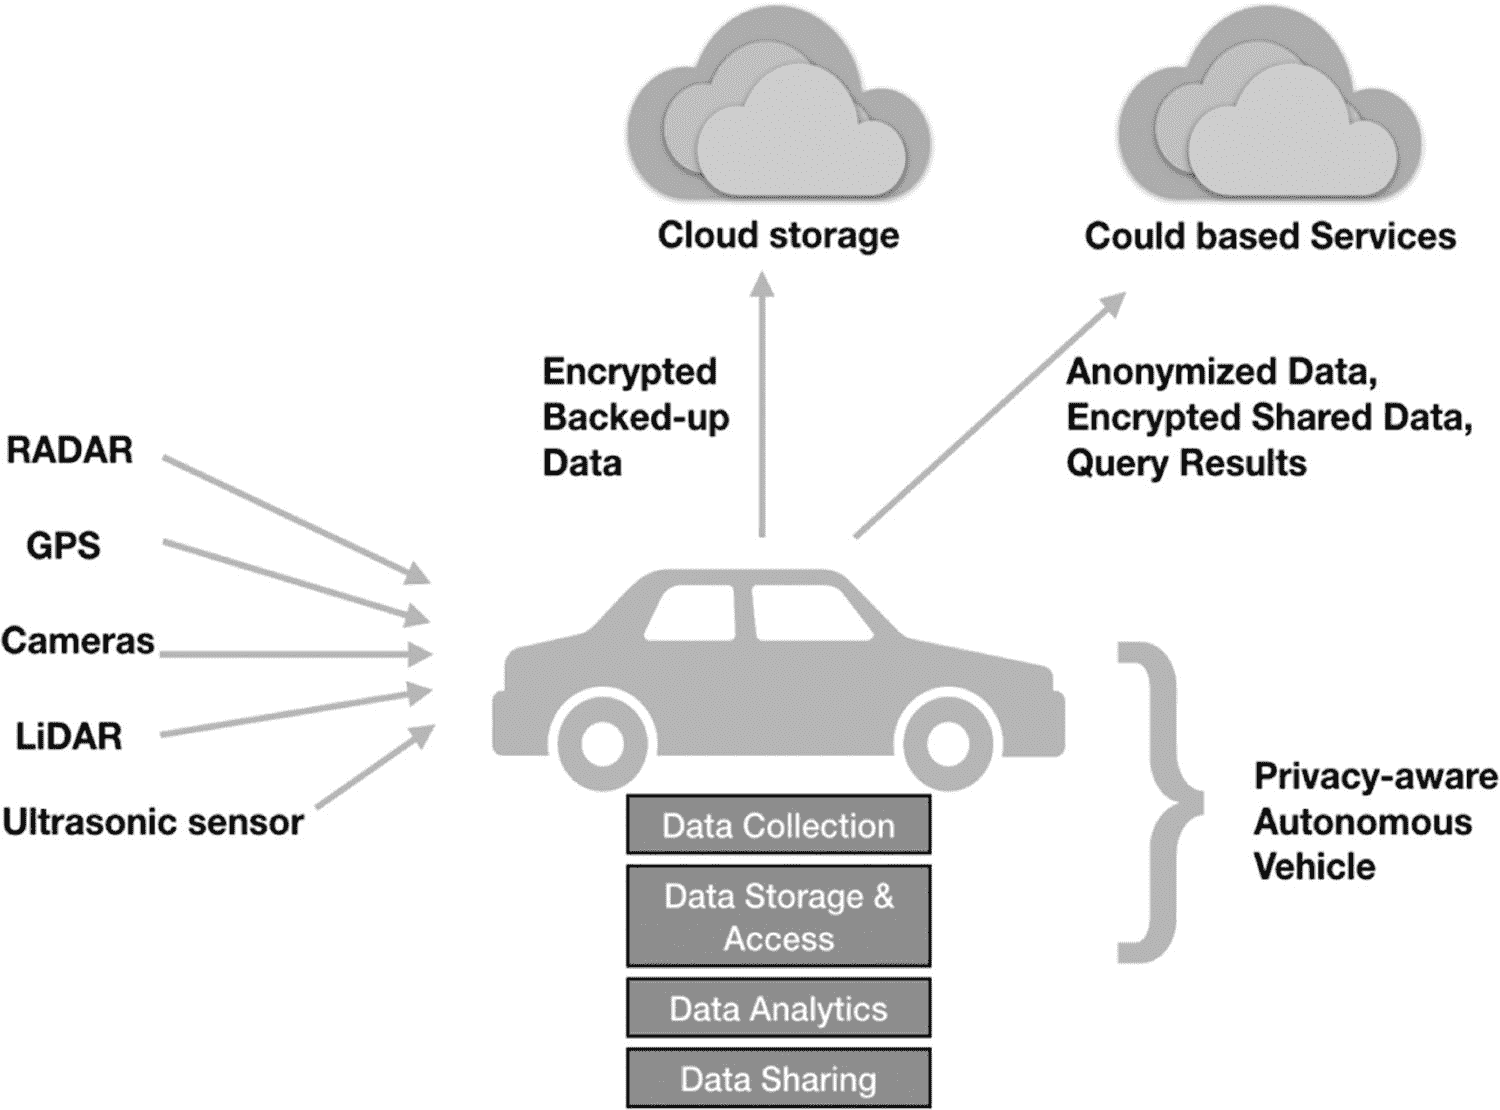 Cloud storage
Could based Services
Encrypted
Backed-up
Data
Anonymized Data,
Encrypted Shared Data,
Query Results
RADAR
GPS
Cameras
LiDAR
Ultrasonic sensor
Data Collection
Data Storage &
Access
Data Analytics
Data Sharing
Privacy-aware
Autonomous
Vehicle